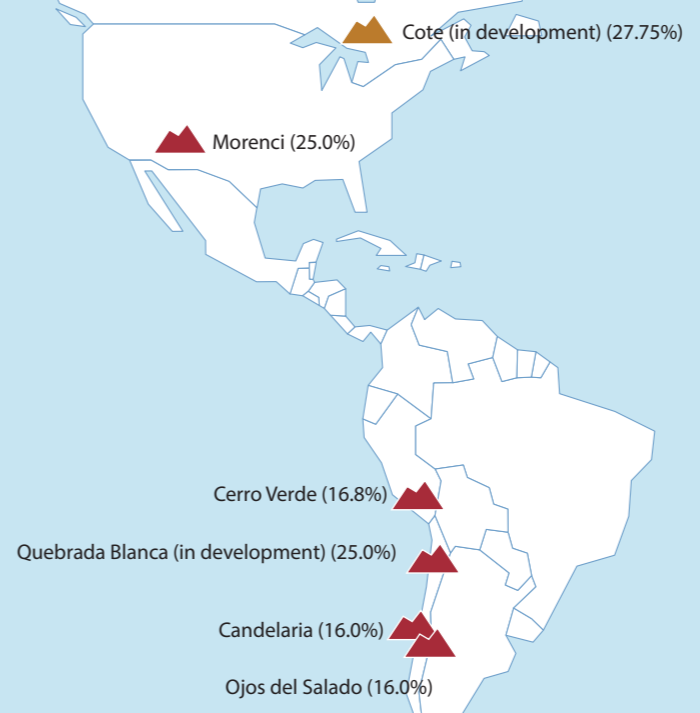 Cote (in development) (27.75%)
Morenci (25.0%)
Cerro Verde (16.8%)
Quebrada Blanca (in development) (25.0%)
Candelaria (16.0%)
Ojos del Salado (16.0%)